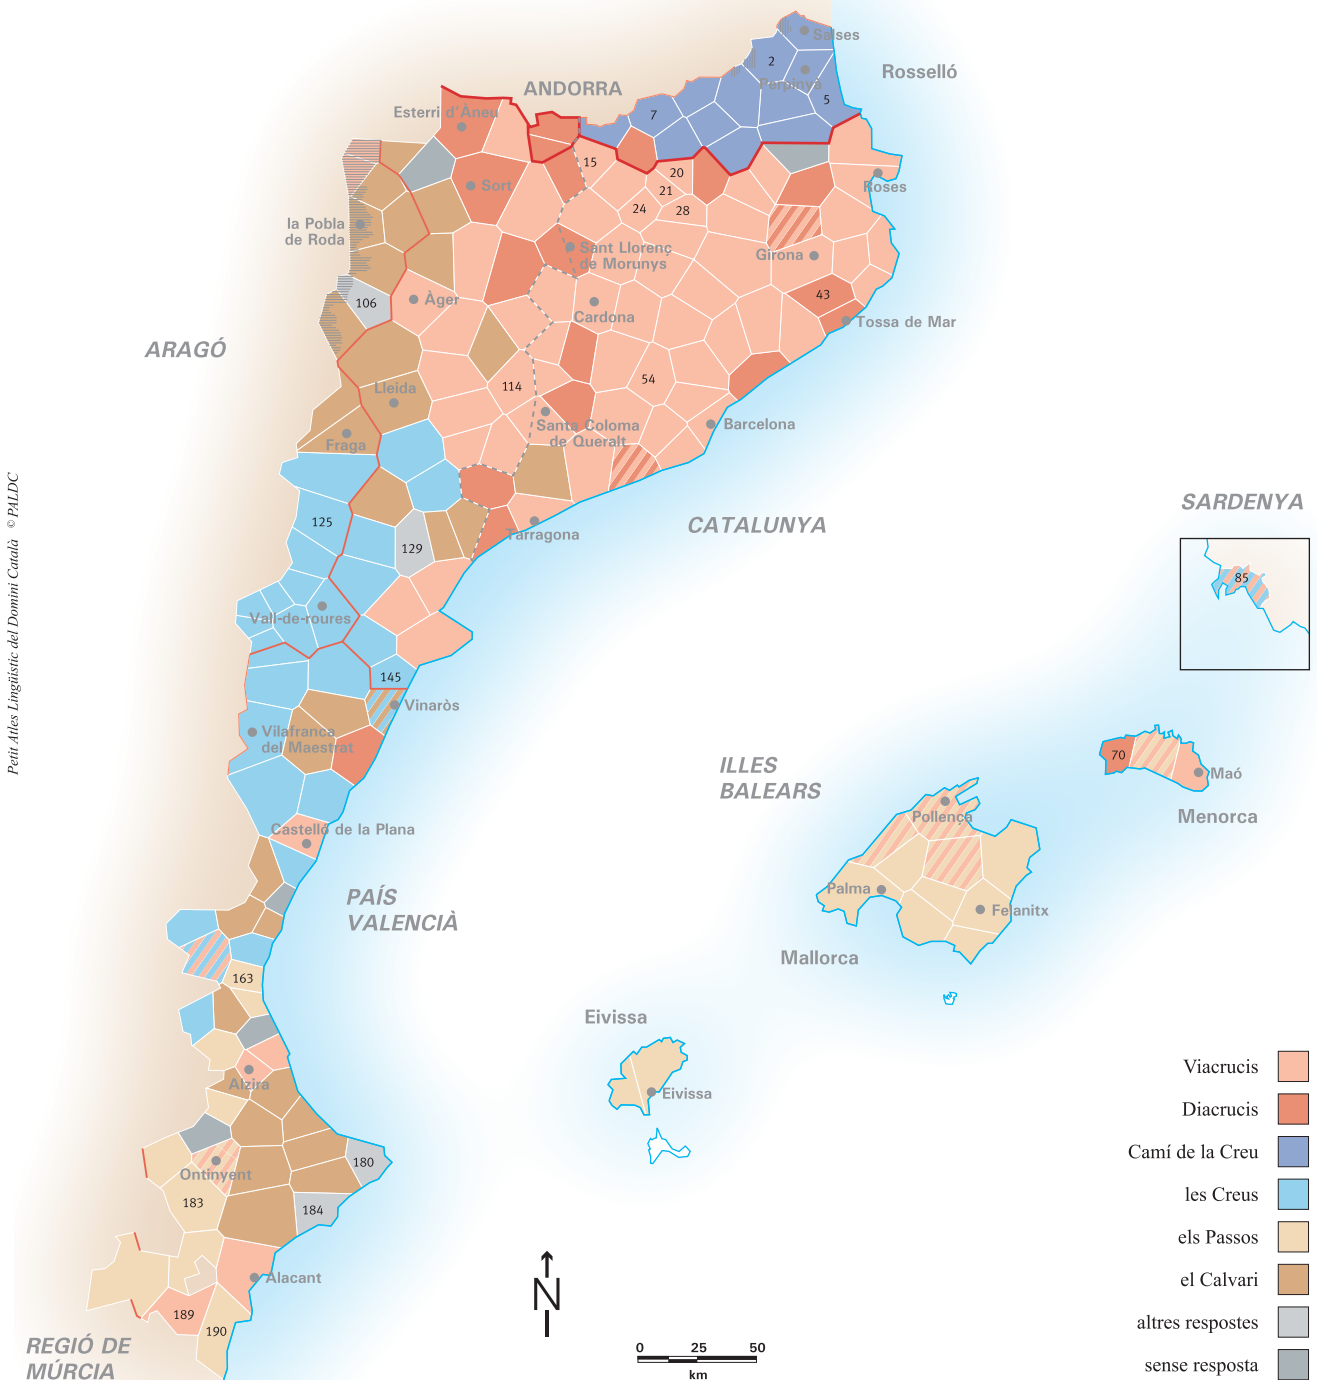 Salses
2
Rosselló
Perpinyà
ANDORRA
5
Esterri d'Àneu
7
15
20
Sort
21
Roses
24
28
la Pobla
de Roda
Sant Llorenç
de Morunys
Girona
106
Àger
43
Cardona
Tossa de Mar
ARAGÓ
54
Lleida
114
Santa Coloma
de Queralt
Barcelona
Fraga
Petit Atles Lingüístic del Domini Català © PALDC
SARDENYA
125
CATALUNYA
Tarragona
129
85
Vall-de-roures
145
Vinaròs
Vilafranca
del Maestrat
70
ILLES
BALEARS
Maó
Menorca
Pollença
Castelló de la Plana
Palma
PAÍS
VALENCIÀ
Felanitx
Mallorca
163
Eivissa
Alzira
Eivissa
180
Ontinyent
183
184
Alacant
189
190
REGIÓ DE
MÚRCIA
N
0 25 50
km
Viacrucis
Diacrucis
Camí de la Creu
les Creus
els Passos
el Calvari
altres respostes
sense resposta